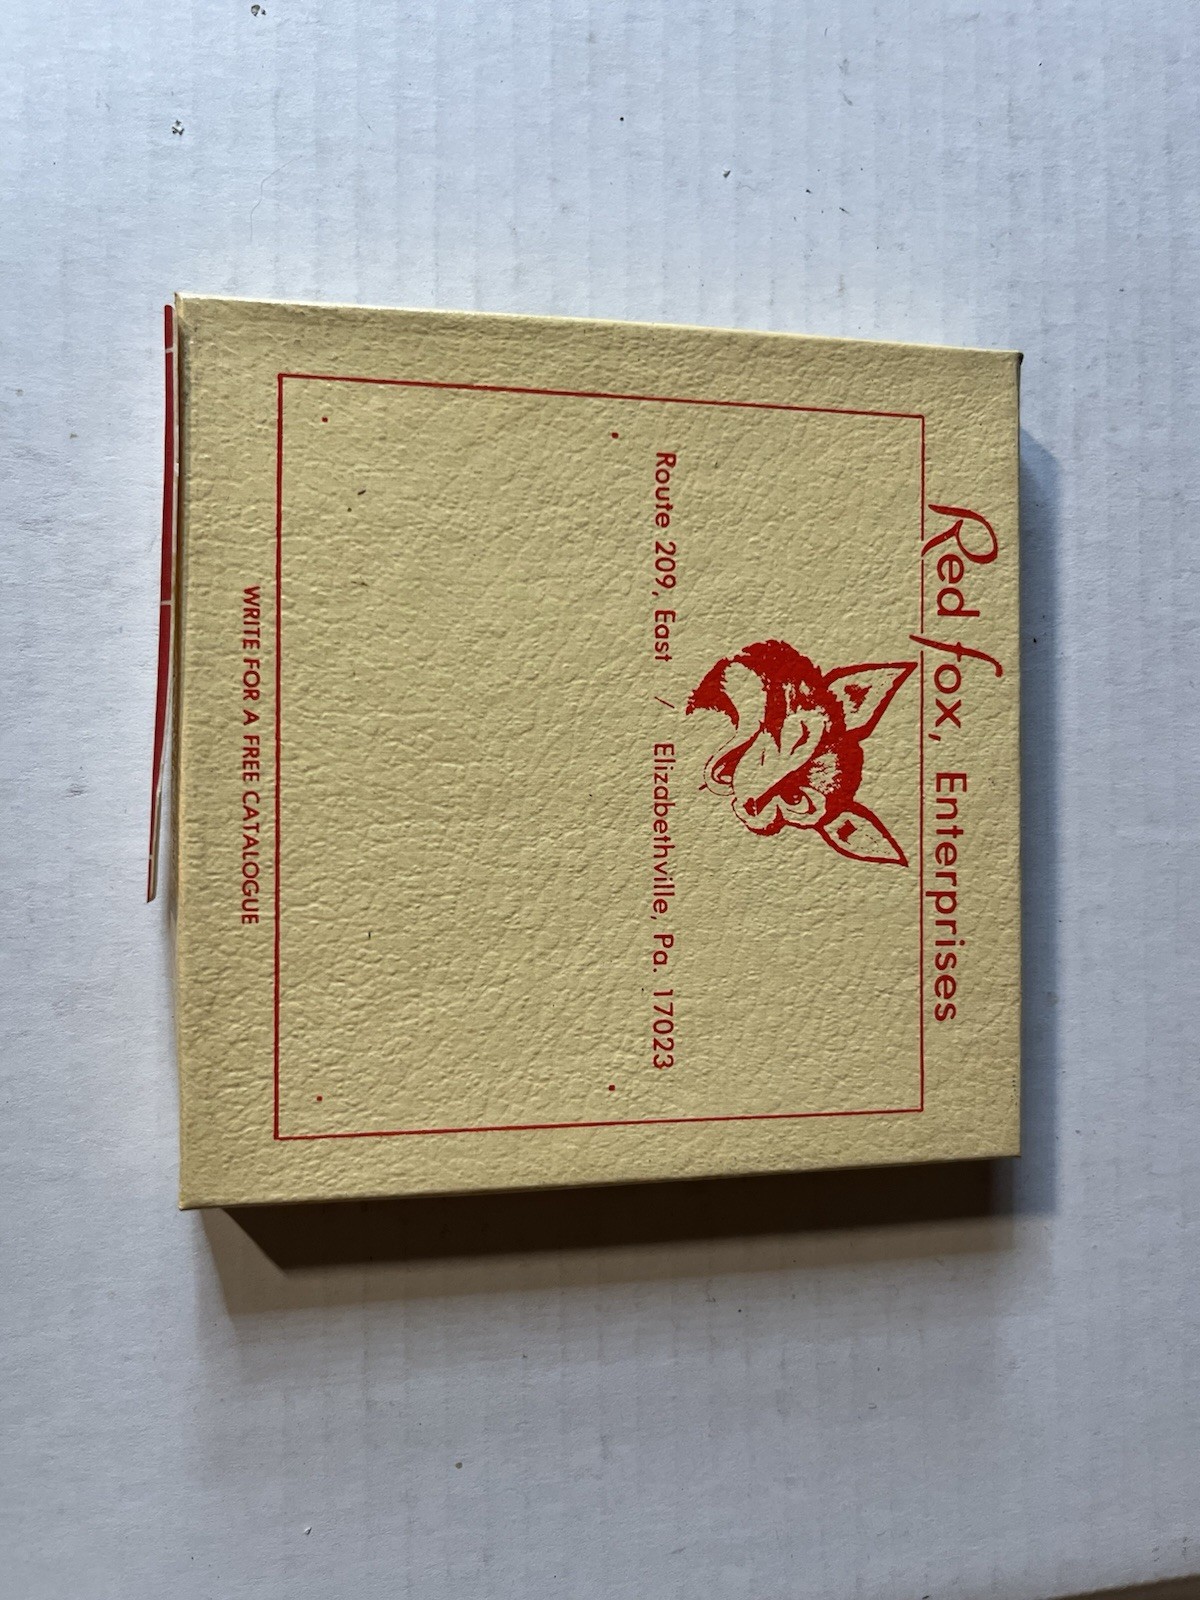 Red fox, Enterprises
Route 209, East / Elizabethville, Pa. 17023
WRITE FOR A FREE CATALOGUE